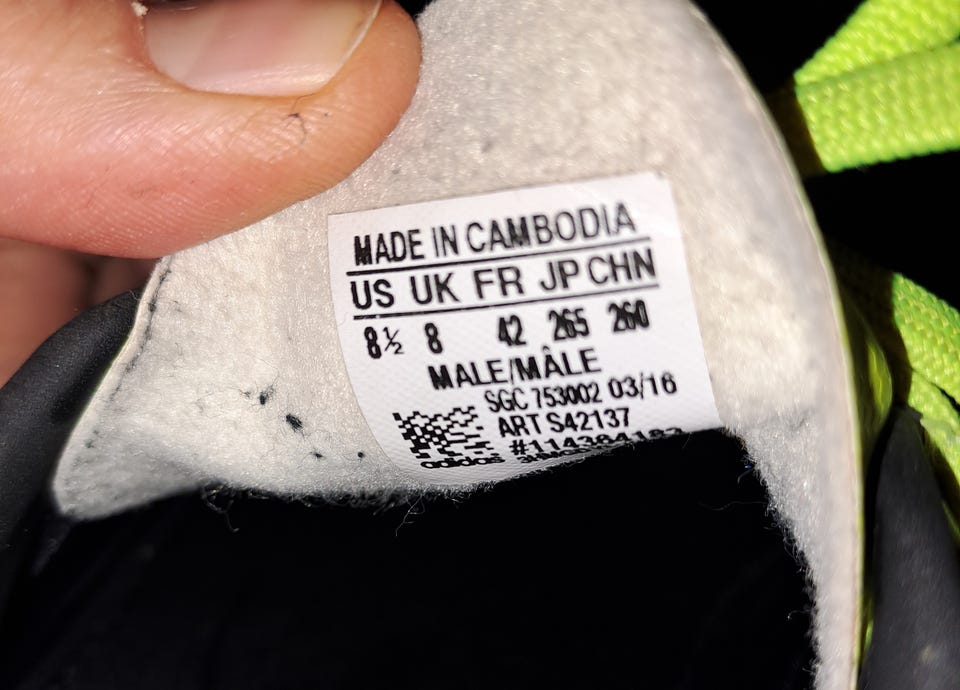 MADE IN CAMBODIA
US UK FR JP CHN
8½ 8 42 265 260
MALE/MÂLE
SGC 753002 03/16
ART S42137
adidas